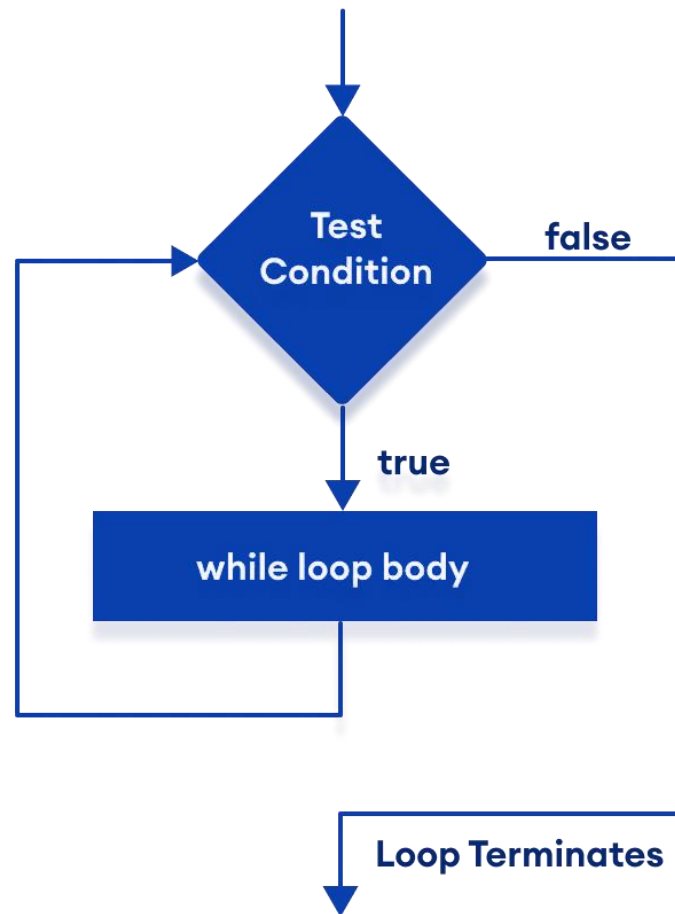 Test
Condition
false
true
while loop body
Loop Terminates